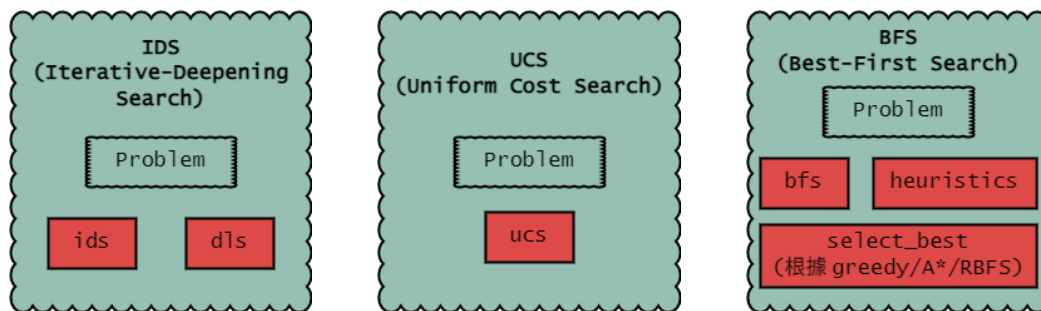 IDS
(Iterative-Deepening
Search)
Problem
ids
dls
UCS
(Uniform Cost Search)
Problem
ucs
BFS
(Best-First Search)
Problem
bfs
heuristics
select_best
(根據 greedy/A*/RBFS)